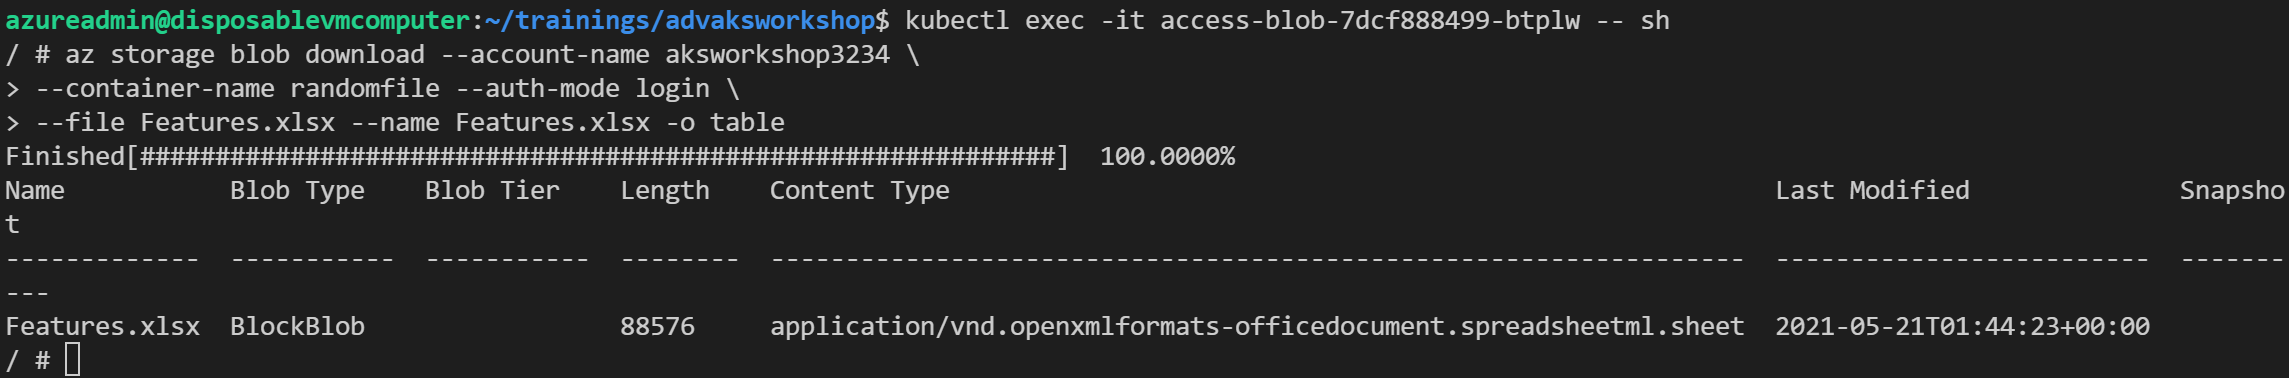 azureadmin@disposablevmcomputer:~/trainings/advaksworkshop$ kubectl exec -it access-blob-7dcf888499-btplw -- sh
/ # az storage blob download --account-name aksworkshop3234 \
> --container-name randomfile --auth-mode login \
> --file Features.xlsx --name Features.xlsx -o table
Finished[#############################################################]  100.0000%
Name           Blob Type    Blob Tier    Length    Content Type                                                       Last Modified              Snapsho
t
-------------  -----------  -----------  --------  -----------------------------------------------------------------  -------------------------  -------
---
Features.xlsx  BlockBlob                 88576     application/vnd.openxmlformats-officedocument.spreadsheetml.sheet  2021-05-21T01:44:23+00:00
/ #